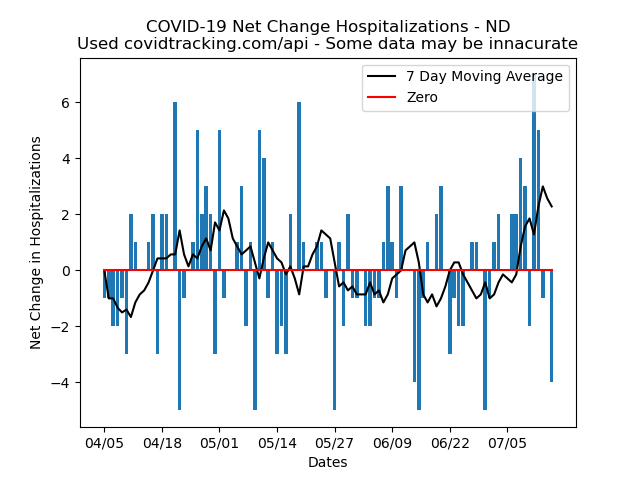 COVID-19 Net Change Hospitalizations - ND
Used covidtracking.com/api - Some data may be innacurate
7 Day Moving Average
Zero
Net Change in Hospitalizations
6
4
2
0
−2
−4
04/05 04/18 05/01 05/14 05/27 06/09 06/22 07/05
Dates